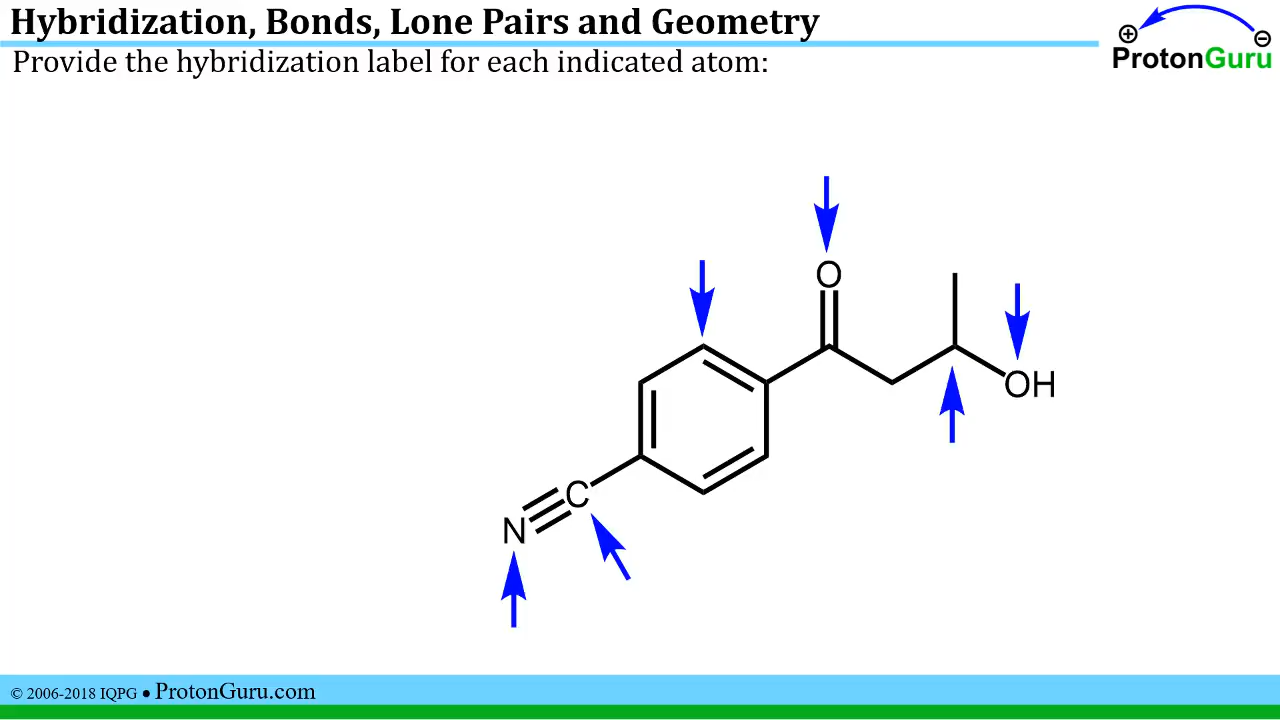 Hybridization, Bonds, Lone Pairs and Geometry
Provide the hybridization label for each indicated atom:
+ −
ProtonGuru
O
OH
C
N
© 2006-2018 IQPG ● ProtonGuru.com